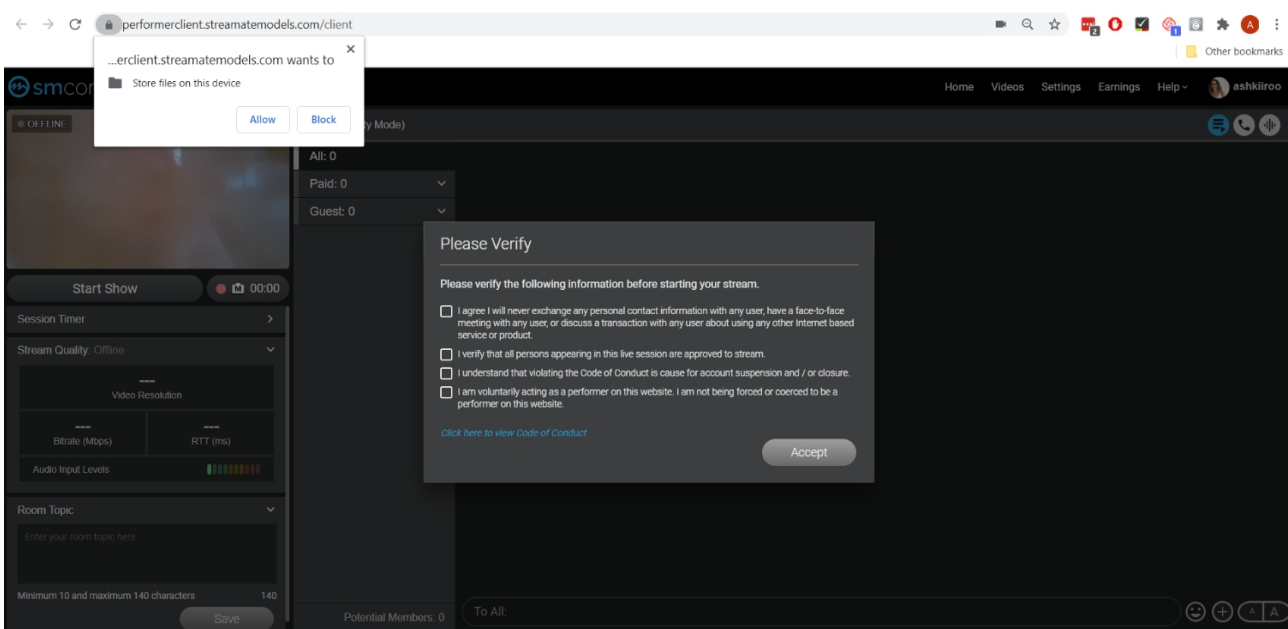 performerclient.streamatemodels.com/client
2
1
A
Other bookmarks
...erclient.streamatemodels.com wants to
Store files on this device
Allow
Block
smcor
Home Videos Settings Earnings Help ashkiiroo
OFFLINE
ty Mode)
All: 0
Paid: 0
Guest: 0
Start Show
00:00
Session Timer
Stream Quality: Offline
---
Video Resolution
--- ---
Bitrate (Mbps) RTT (ms)
Audio Input Levels
Room Topic
Enter your room topic here
Minimum 10 and maximum 140 characters 140
Save
Please Verify
Please verify the following information before starting your stream.
I agree I will never exchange any personal contact information with any user, have a face-to-face
meeting with any user, or discuss a transaction with any user about using any other Internet based
service or product.
I verify that all persons appearing in this live session are approved to stream.
I understand that violating the Code of Conduct is cause for account suspension and / or closure.
I am voluntarily acting as a performer on this website. I am not being forced or coerced to be a
performer on this website.
Click here to view Code of Conduct
Accept
Potential Members: 0
To All:
A A